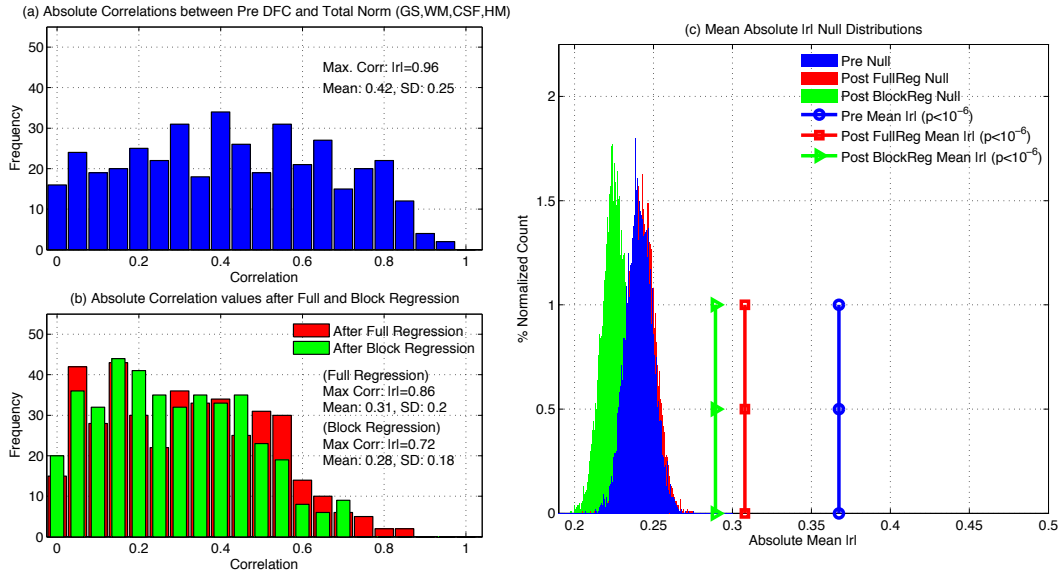 (a) Absolute Correlations between Pre DFC and Total Norm (GS,WM,CSF,HM)
50
40
30
20
10
0
Frequency
Max. Corr: |r|=0.96
Mean: 0.42, SD: 0.25
0 0.2 0.4 0.6 0.8 1
Correlation
(b) Absolute Correlation values after Full and Block Regression
50
40
30
20
10
0
Frequency
After Full Regression
After Block Regression
(Full Regression)
Max Corr: |r|=0.86
Mean: 0.31, SD: 0.2
(Block Regression)
Max Corr: |r|=0.72
Mean: 0.28, SD: 0.18
0 0.2 0.4 0.6 0.8 1
Correlation
(c) Mean Absolute |r| Null Distributions
2
1.5
1
0.5
0
% Normalized Count
Pre Null
Post FullReg Null
Post BlockReg Null
Pre Mean |r| (p<10⁻⁶)
Post FullReg Mean |r| (p<10⁻⁶)
Post BlockReg Mean |r| (p<10⁻⁶)
0.2 0.25 0.3 0.35 0.4 0.45 0.5
Absolute Mean |r|